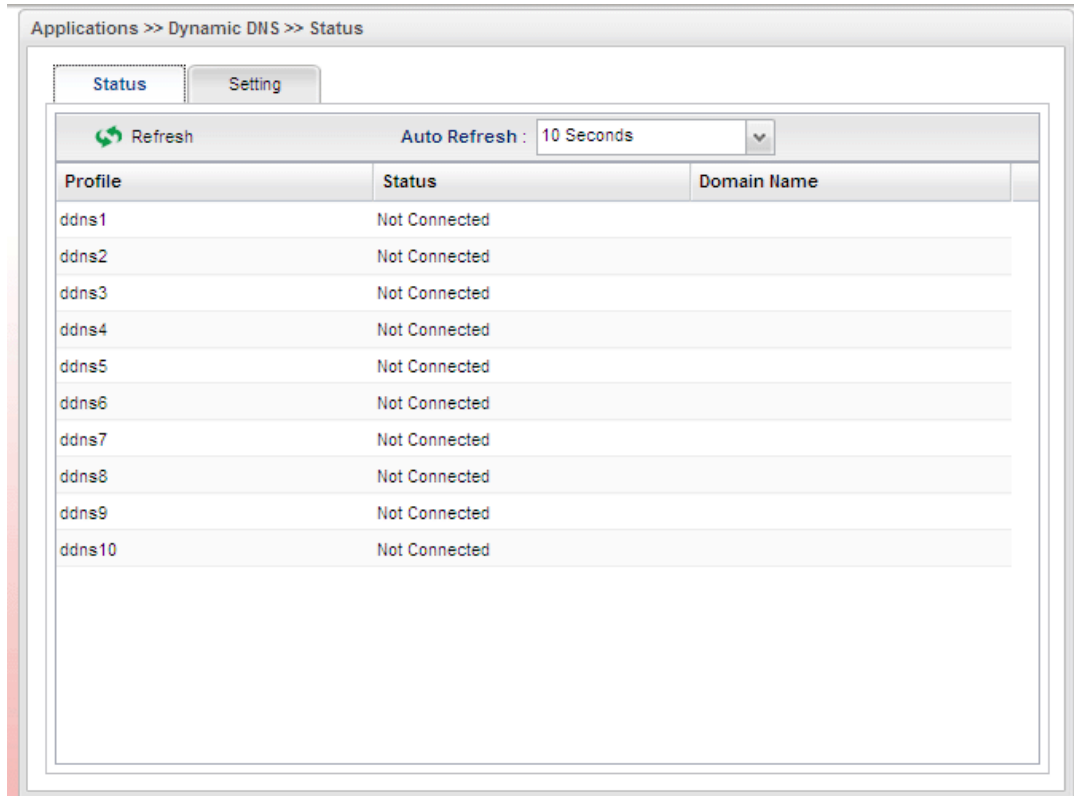 Applications >> Dynamic DNS >> Status
Status Setting
Refresh Auto Refresh : 10 Seconds
Profile Status Domain Name
ddns1 Not Connected
ddns2 Not Connected
ddns3 Not Connected
ddns4 Not Connected
ddns5 Not Connected
ddns6 Not Connected
ddns7 Not Connected
ddns8 Not Connected
ddns9 Not Connected
ddns10 Not Connected